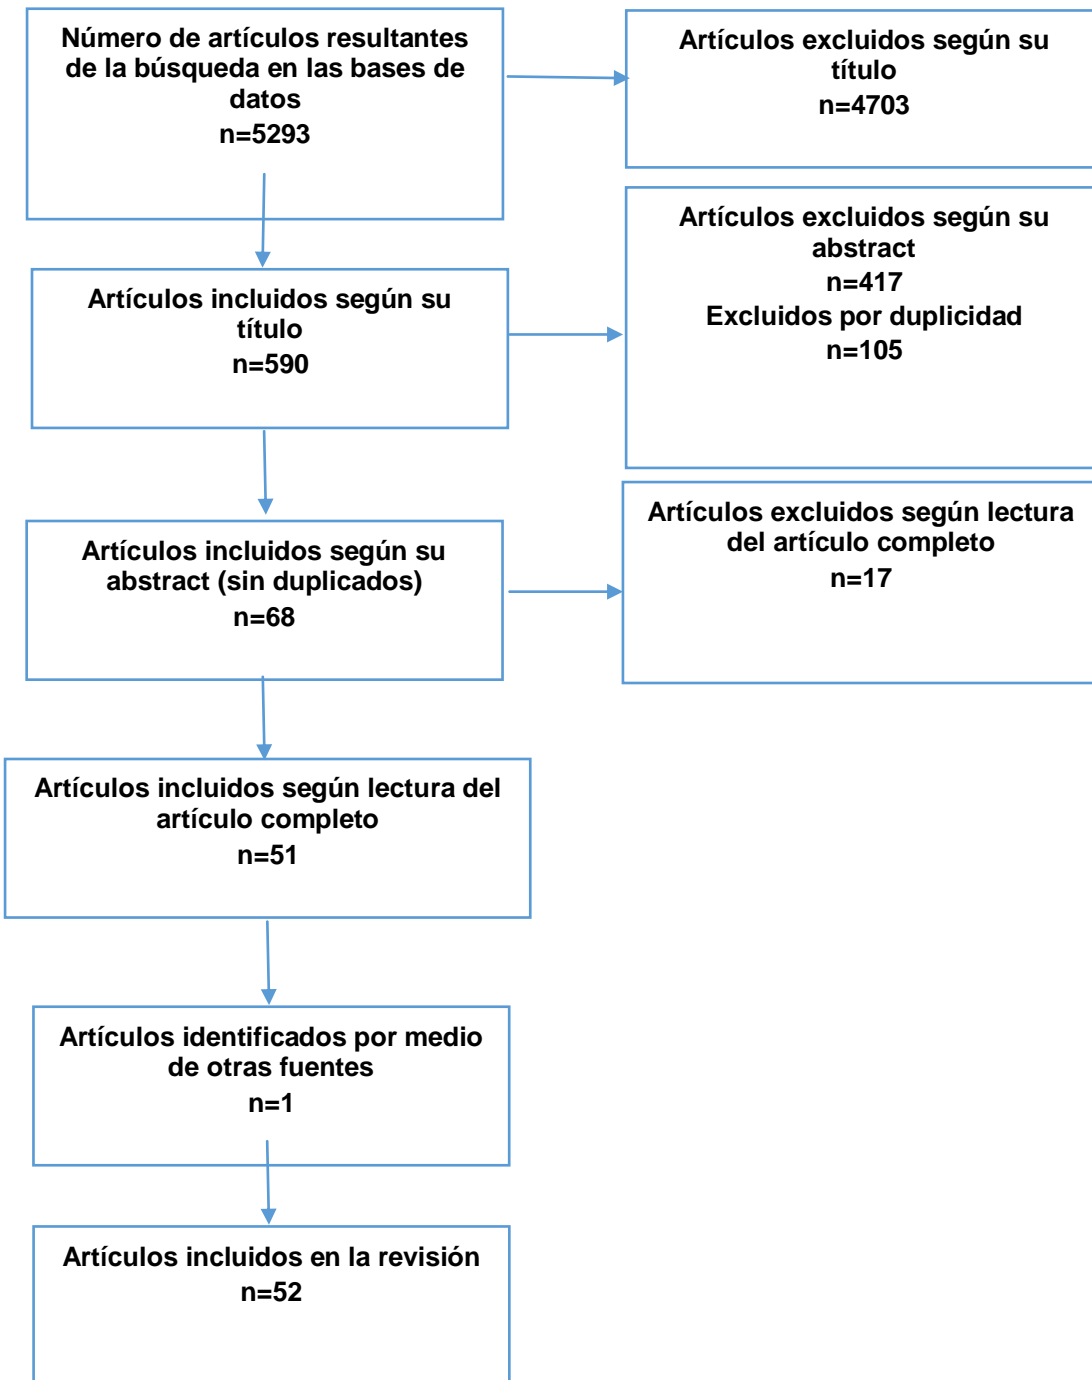 Número de artículos resultantes
de la búsqueda en las bases de
datos
n=5293
Artículos excluidos según su
título
n=4703
Artículos incluidos según su
título
n=590
Artículos excluidos según su
abstract
n=417
Excluidos por duplicidad
n=105
Artículos incluidos según su
abstract (sin duplicados)
n=68
Artículos excluidos según lectura
del artículo completo
n=17
Artículos incluidos según lectura del
artículo completo
n=51
Artículos identificados por medio
de otras fuentes
n=1
Artículos incluidos en la revisión
n=52